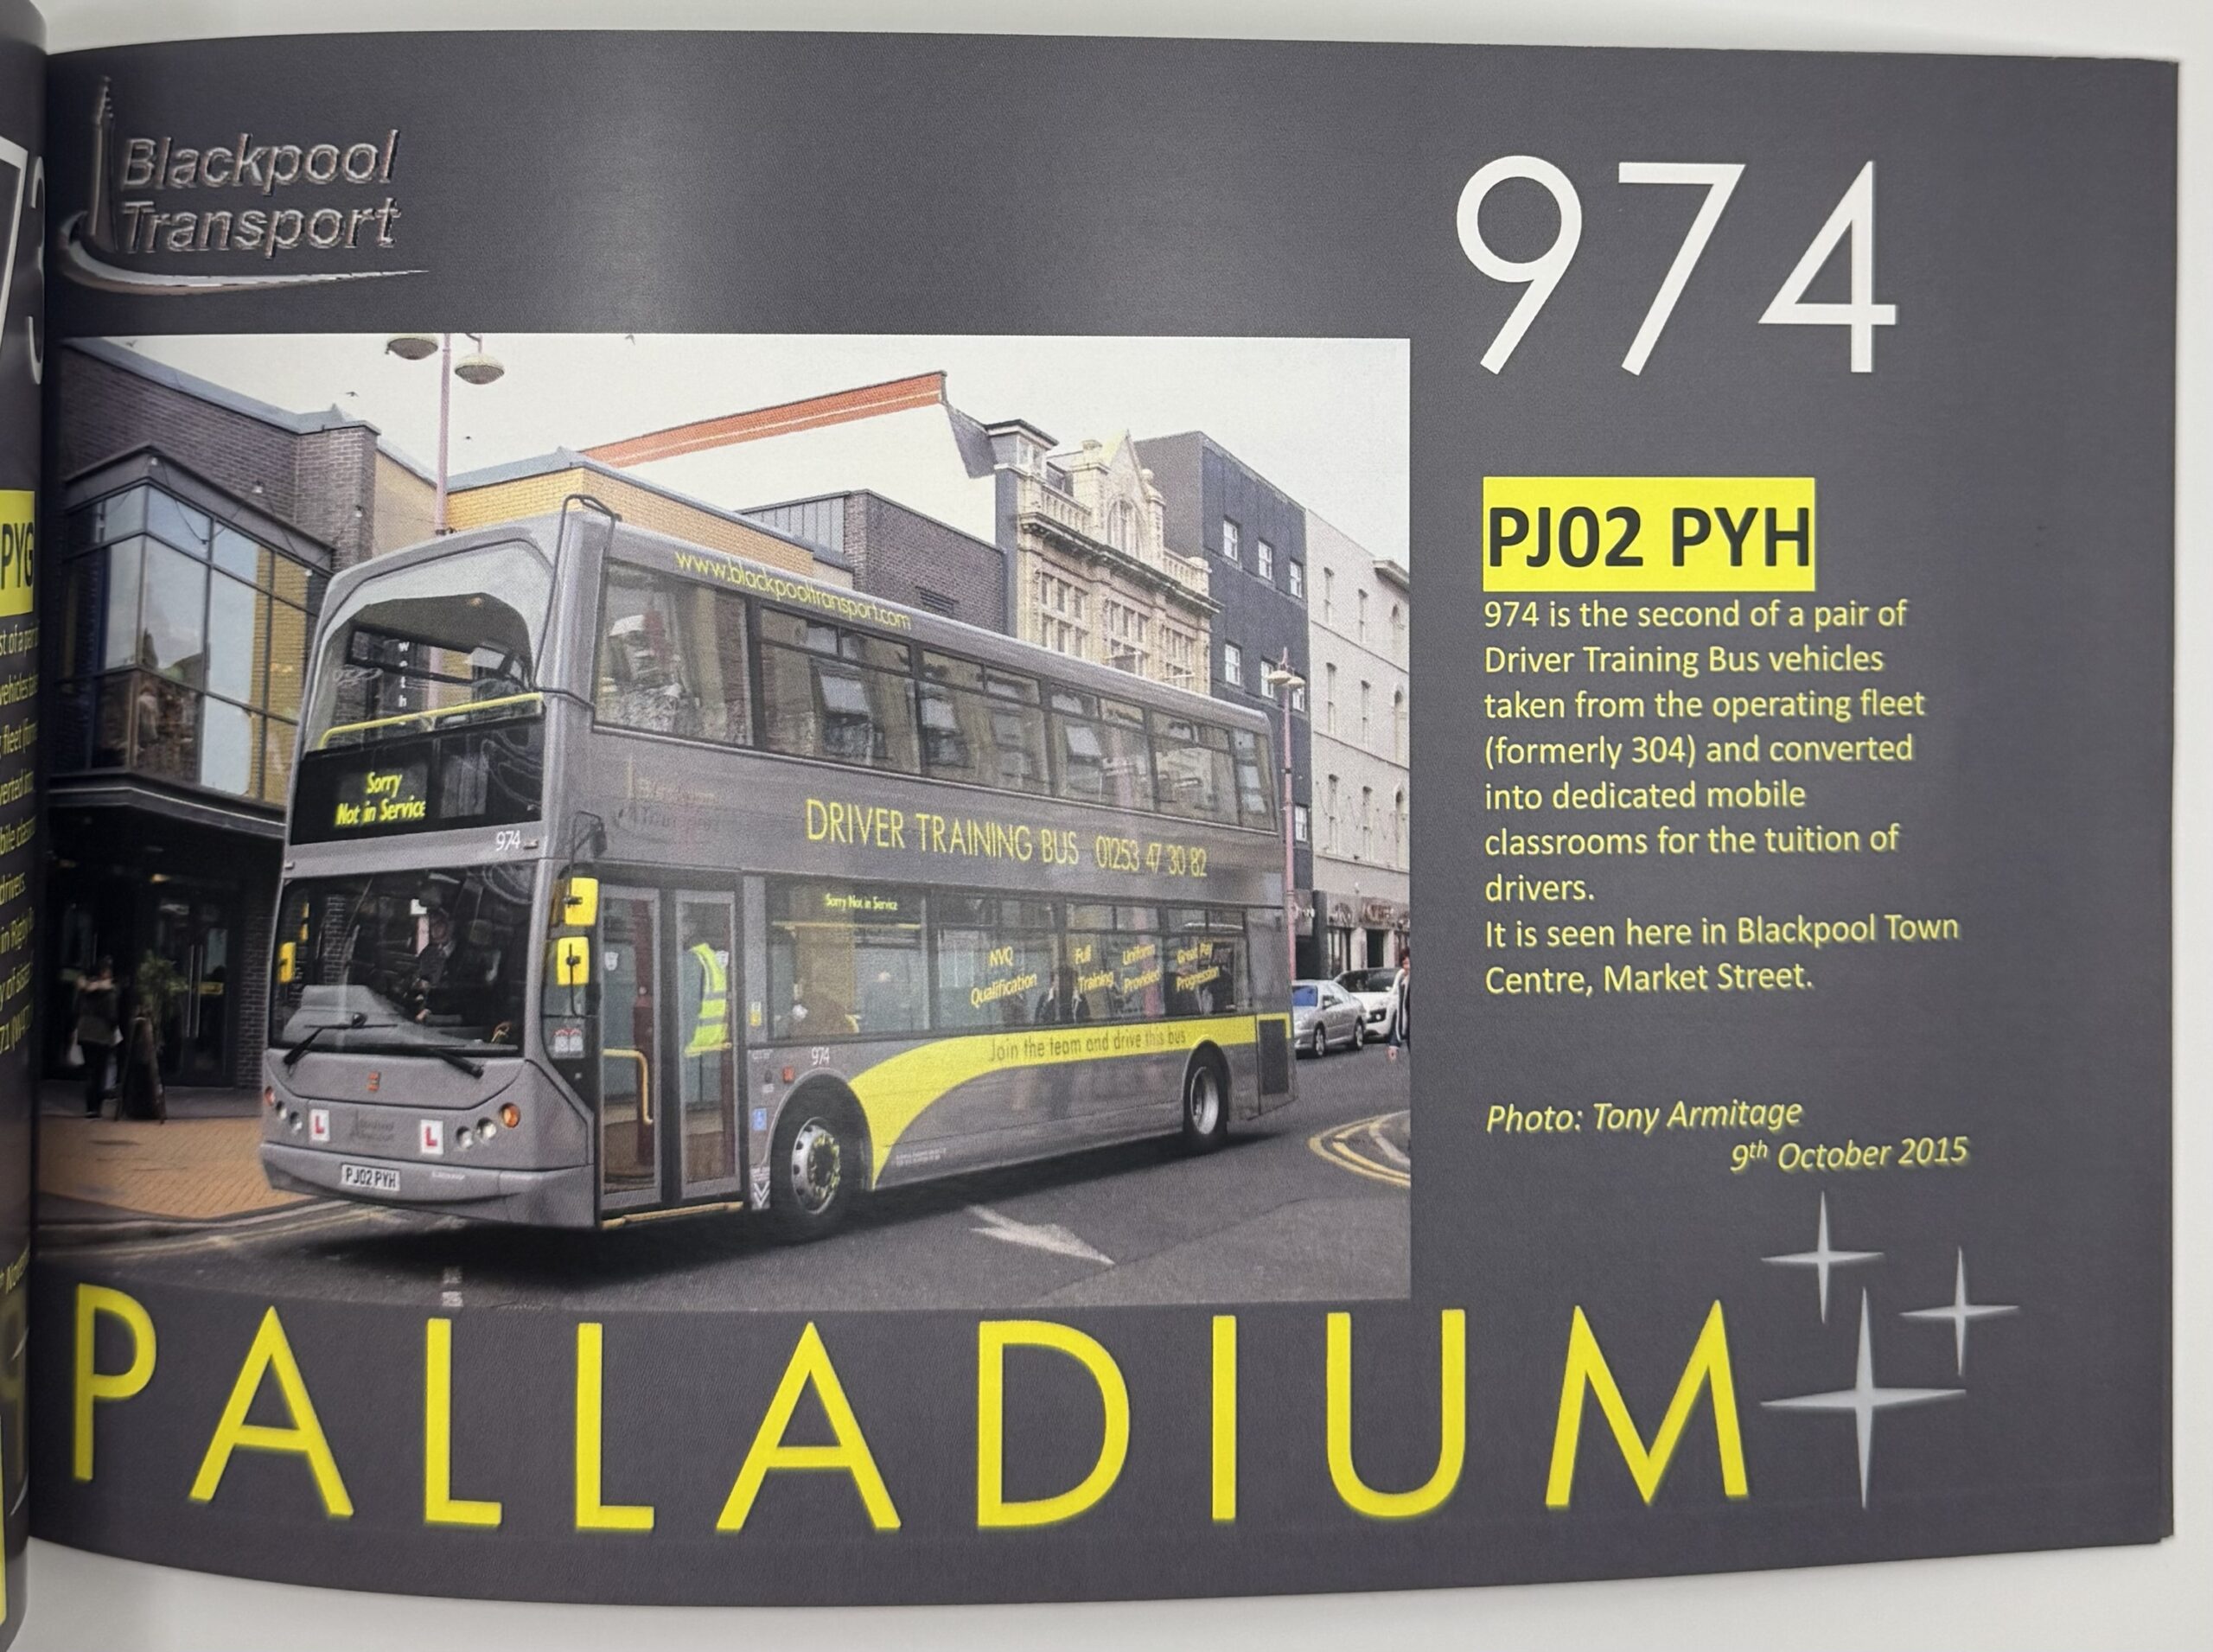 Blackpool
Transport
974
www.blackpooltransport.com
Sorry
Not in Service
974
DRIVER TRAINING BUS 01253 47 30 82
Sorry Not in Service
NVQ
Qualification
Full
Training
Uniform
Provided
Great Pay
Progression
Join the team and drive this bus
974
L
L
PJ02 PYH
PJ02 PYH
974 is the second of a pair of
Driver Training Bus vehicles
taken from the operating fleet
(formerly 304) and converted
into dedicated mobile
classrooms for the tuition of
drivers.
It is seen here in Blackpool Town
Centre, Market Street.
Photo: Tony Armitage
9th October 2015
PALLADIUM
PYG